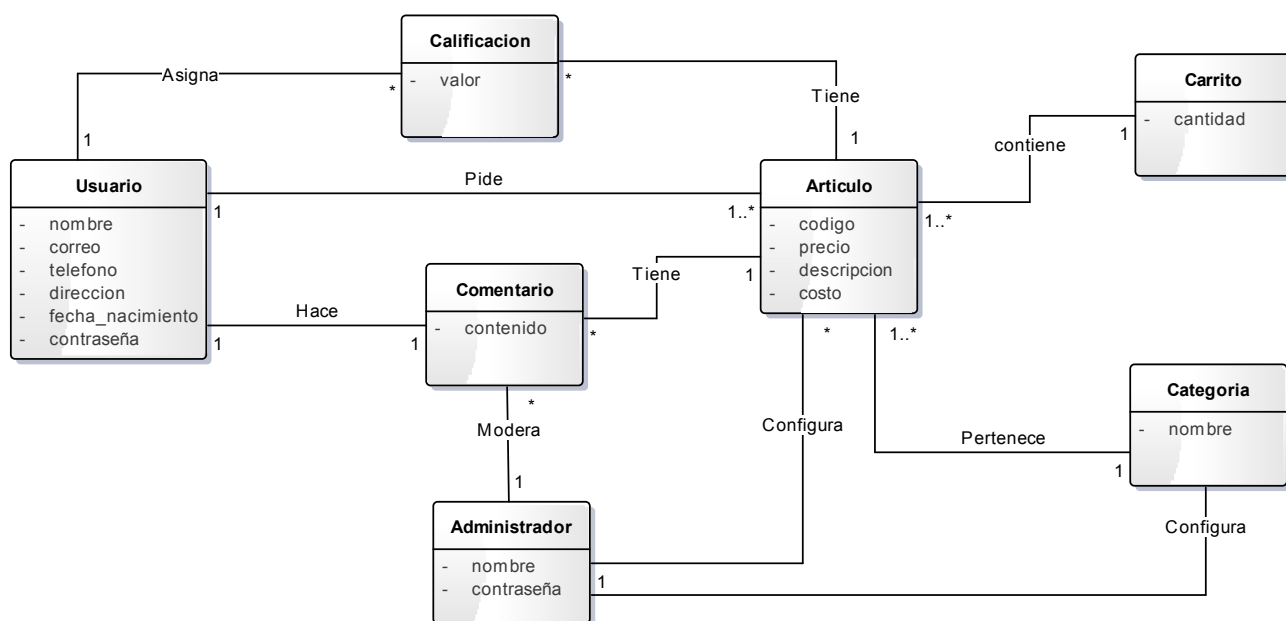 Calificacion
- valor
Asigna
*
*
Tiene
1
1
Carrito
- cantidad
1
contiene
1..*
Usuario
- nombre
- correo
- telefono
- direccion
- fecha_nacimiento
- contraseña
Pide
1
1..*
Articulo
- codigo
- precio
- descripcion
- costo
Tiene
1
*
Comentario
- contenido
Hace
1
1
*
Modera
1
*
Configura
1..*
Pertenece
1
Categoria
- nombre
Configura
Administrador
- nombre
- contraseña
1